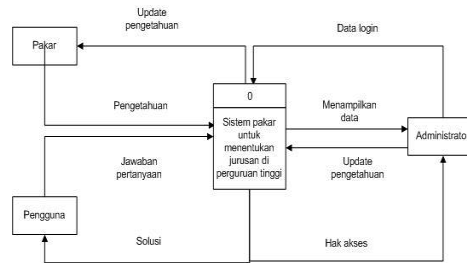 Update
pengetahuan
Data login
Pakar
0
Pengetahuan
Sistem pakar
untuk
menentukan
jurusan di
perguruan tinggi
Menampilkan
data
Administrator
Jawaban
pertanyaan
Update
pengetahuan
Pengguna
Solusi
Hak akses